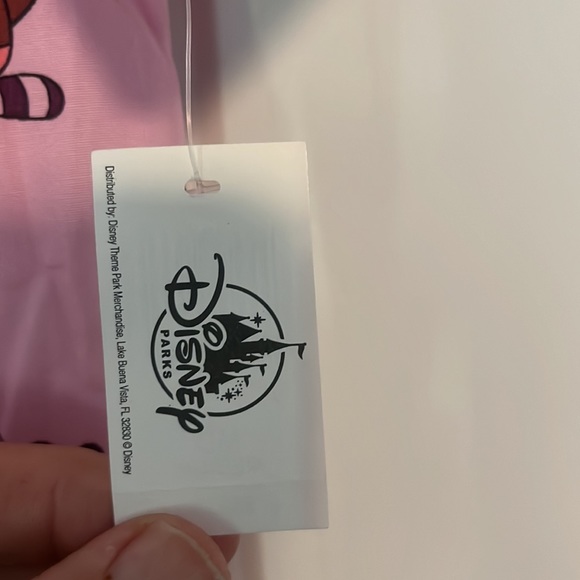 Disney
PARKS
Distributed by: Disney Theme Park Merchandise, Lake Buena Vista, FL 32830 © Disney